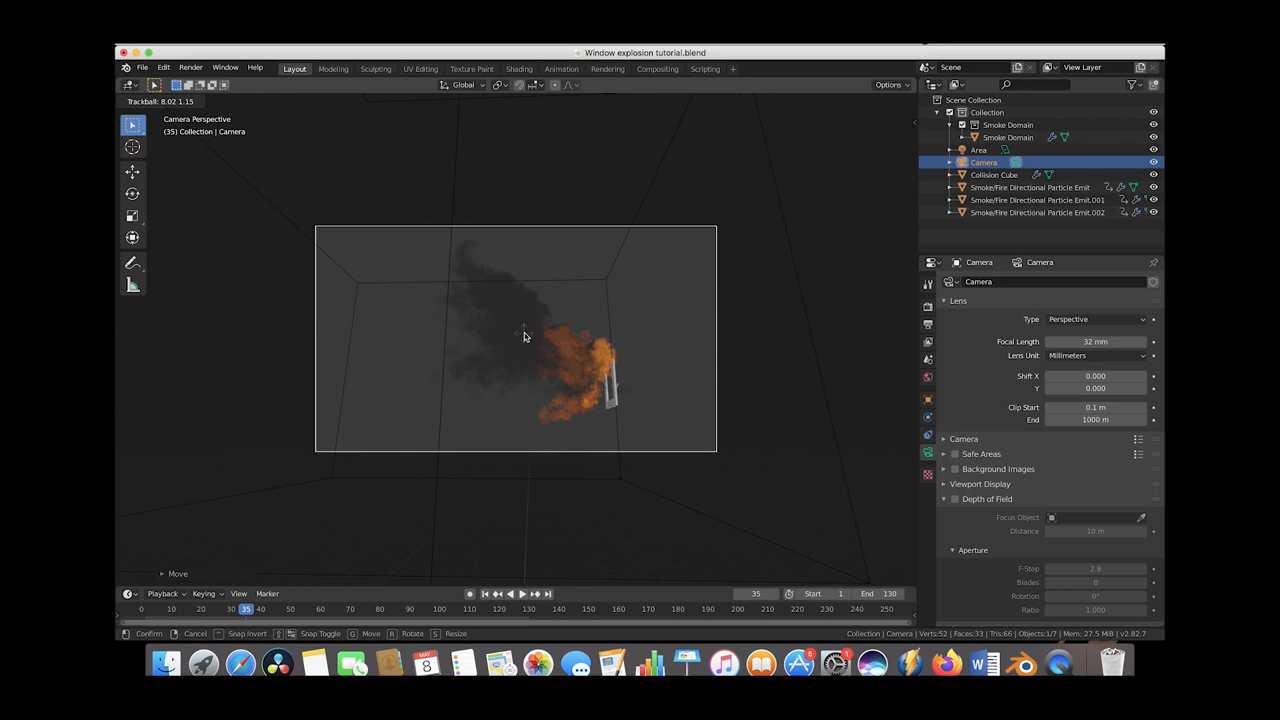 Window explosion tutorial.blend
File Edit Render Window Help Layout Modeling Sculpting UV Editing Texture Paint Shading Animation Rendering Compositing Scripting + Scene View Layer
Global Options
Trackball: 8.02 1.15
Camera Perspective
(35) Collection | Camera
Scene Collection
Collection
Smoke Domain
Smoke Domain
Area
Camera
Collision Cube
Smoke/Fire Directional Particle Emit
Smoke/Fire Directional Particle Emit.001
Smoke/Fire Directional Particle Emit.002
Camera Camera
Camera
Lens
Type Perspective
Focal Length 32 mm
Lens Unit Millimeters
Shift X 0.000
Y 0.000
Clip Start 0.1 m
End 1000 m
Camera
Safe Areas
Background Images
Viewport Display
Depth of Field
Focus Object
Distance 10 m
Aperture
F-Stop 2.8
Blades 0
Rotation 0°
Ratio 1.000
Move
Playback Keying View Marker 35 Start 1 End 130
0 10 20 30 35 40 50 60 70 80 90 100 110 120 130 140 150 160 170 180 190 200 210 220 230 240 250
Confirm Cancel Snap Invert Snap Toggle G Move R Rotate S Resize Collection | Camera | Verts:52 | Faces:33 | Tris:66 | Objects:1/7 | Mem: 27.5 MiB | v2.82.7
MAY
8
5
1
W